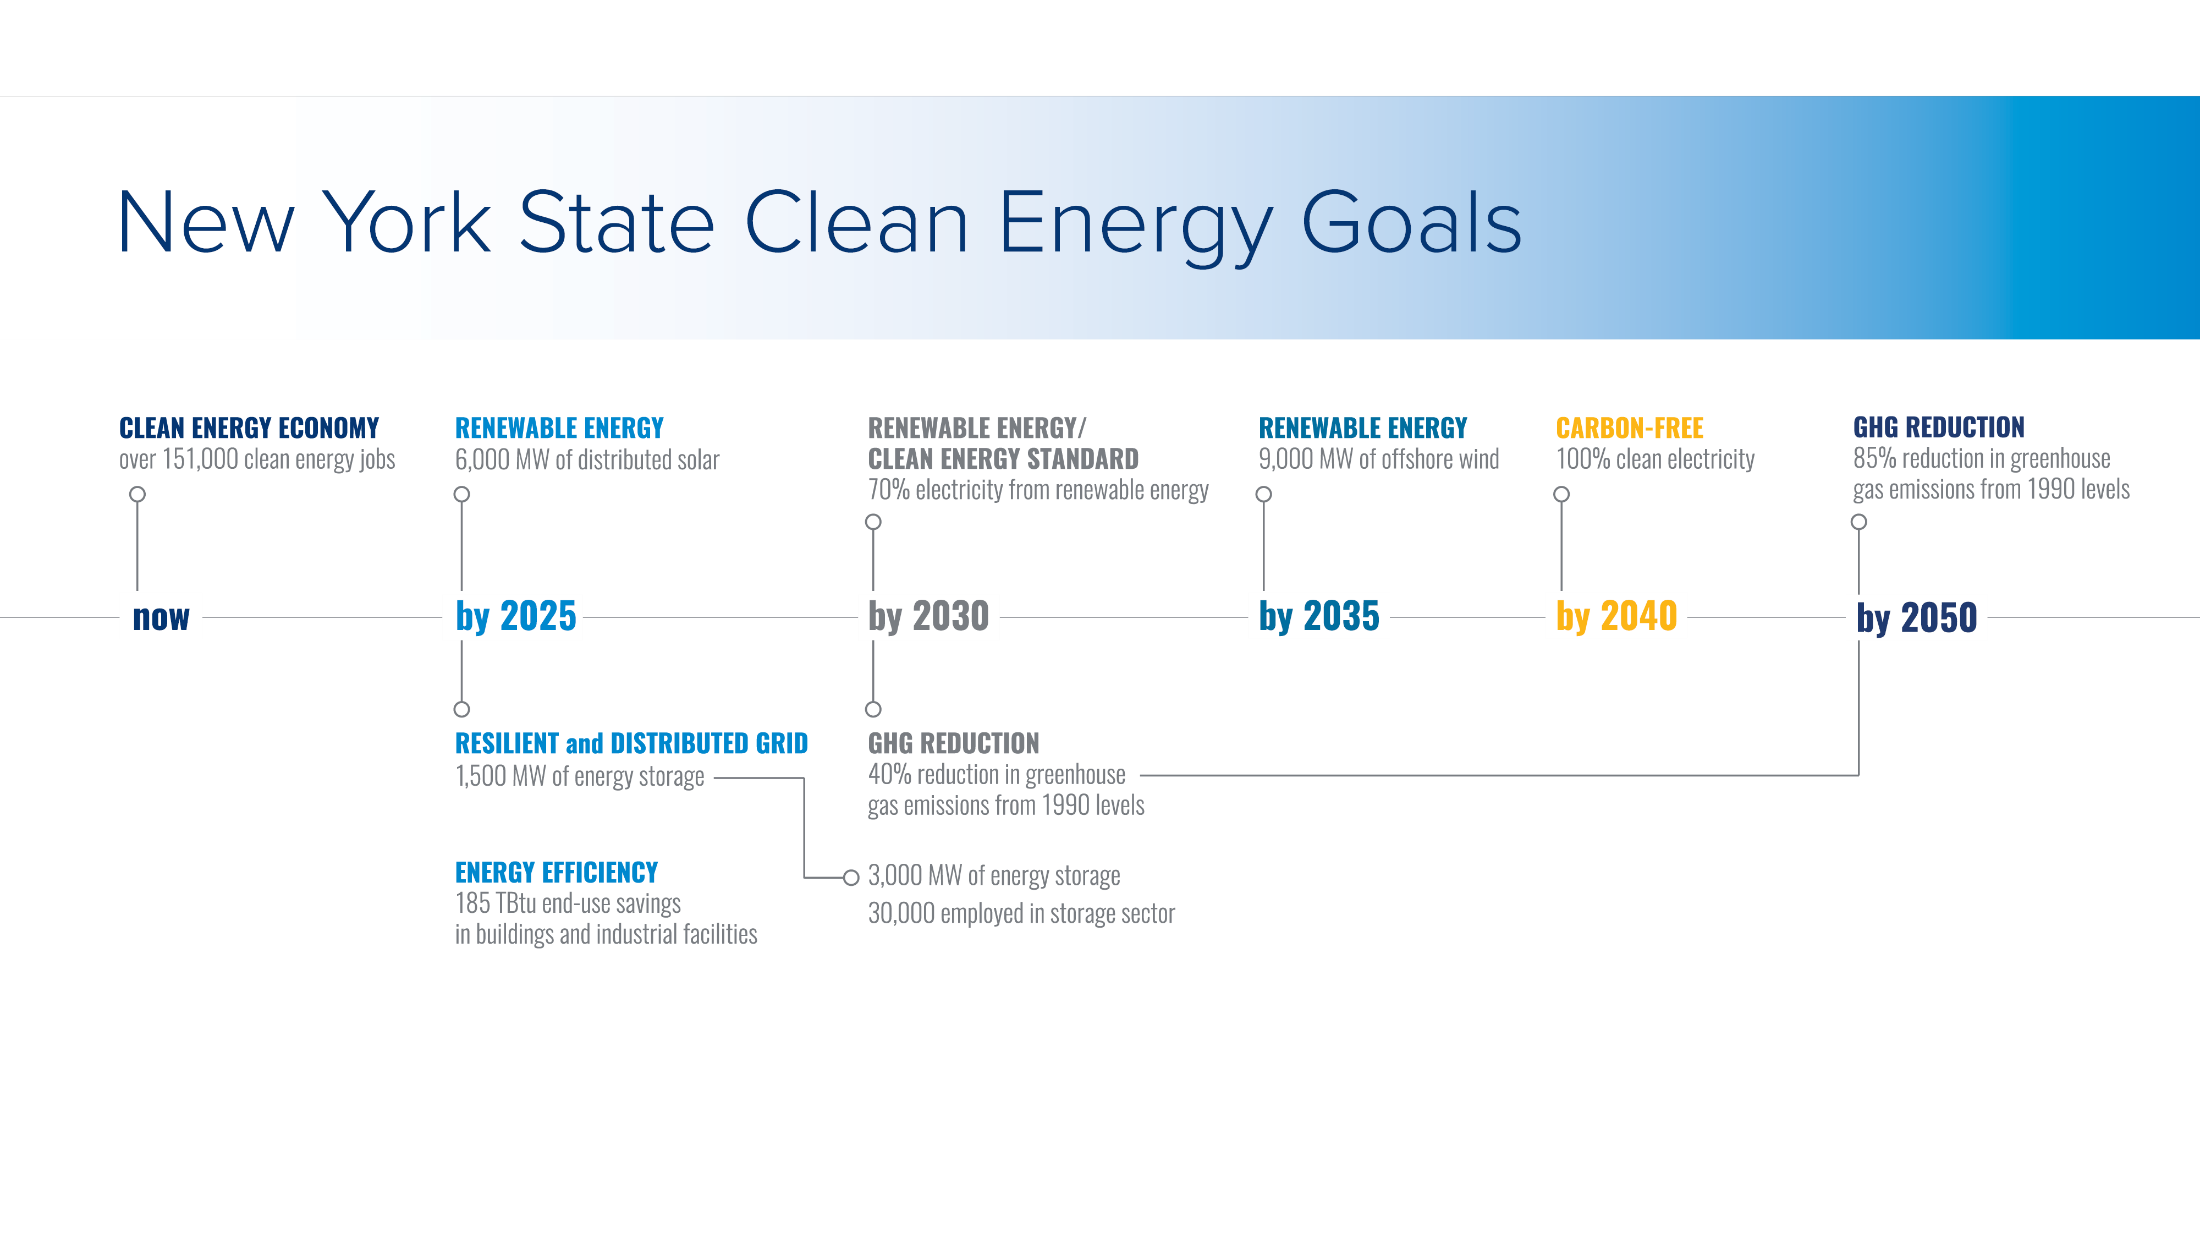 New York State Clean Energy Goals
CLEAN ENERGY ECONOMY
over 151,000 clean energy jobs
RENEWABLE ENERGY
6,000 MW of distributed solar
RENEWABLE ENERGY/
CLEAN ENERGY STANDARD
70% electricity from renewable energy
RENEWABLE ENERGY
9,000 MW of offshore wind
CARBON-FREE
100% clean electricity
GHG REDUCTION
85% reduction in greenhouse
gas emissions from 1990 levels
now
by 2025
by 2030
by 2035
by 2040
by 2050
RESILIENT and DISTRIBUTED GRID
1,500 MW of energy storage
ENERGY EFFICIENCY
185 TBtu end-use savings
in buildings and industrial facilities
GHG REDUCTION
40% reduction in greenhouse
gas emissions from 1990 levels
3,000 MW of energy storage
30,000 employed in storage sector